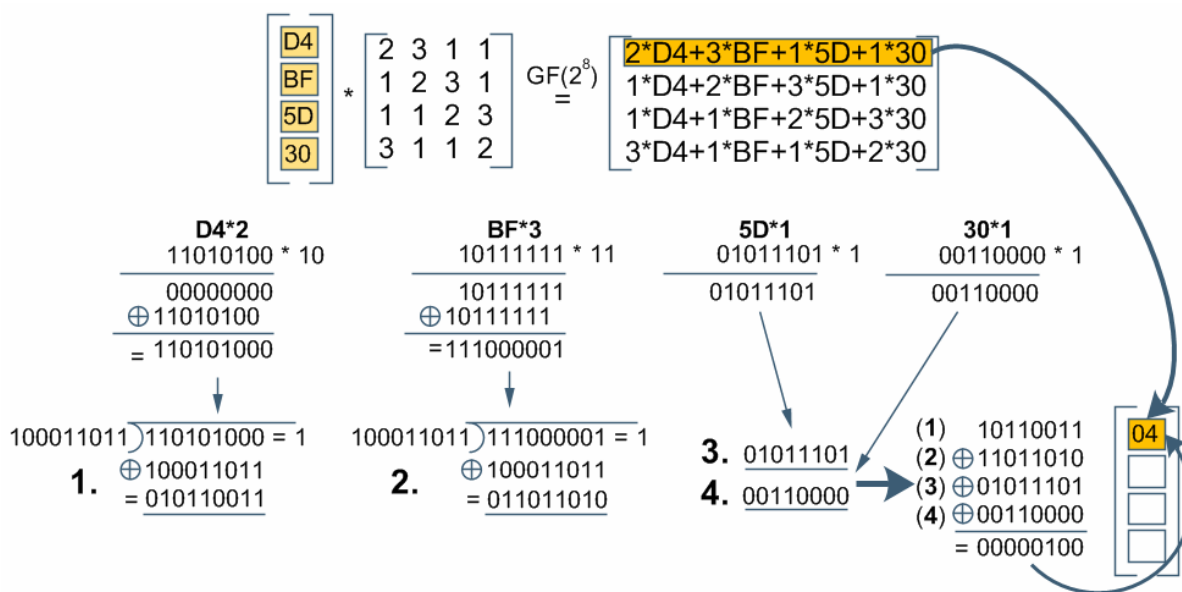 D4
BF
5D
30
*
2 3 1 1
1 2 3 1
1 1 2 3
3 1 1 2
GF(2⁸)
=
2*D4+3*BF+1*5D+1*30
1*D4+2*BF+3*5D+1*30
1*D4+1*BF+2*5D+3*30
3*D4+1*BF+1*5D+2*30
D4*2
11010100 * 10
00000000
⊕11010100
= 110101000
100011011 110101000 = 1
1. ⊕100011011
= 010110011
BF*3
10111111 * 11
10111111
⊕10111111
=111000001
100011011 111000001 = 1
2. ⊕100011011
= 011011010
5D*1
01011101 * 1
01011101
30*1
00110000 * 1
00110000
3. 01011101
4. 00110000
(1) 10110011
(2) ⊕11011010
(3) ⊕01011101
(4) ⊕00110000
= 00000100
04